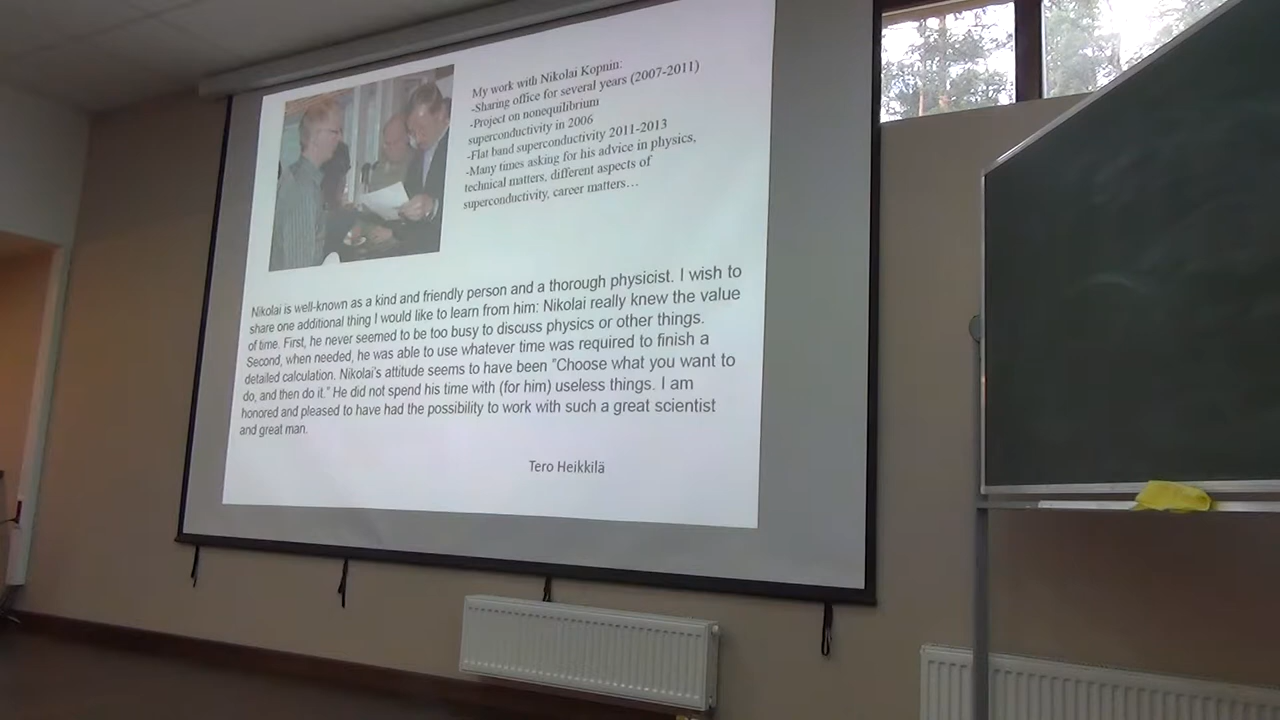 My work with Nikolai Kopnin:
-Sharing office for several years (2007-2011)
-Project on nonequilibrium
superconductivity in 2006
-Flat band superconductivity 2011-2013
-Many times asking for his advice in physics,
technical matters, different aspects of
superconductivity, career matters…
Nikolai is well-known as a kind and friendly person and a thorough physicist. I wish to
share one additional thing I would like to learn from him: Nikolai really knew the value
of time. First, he never seemed to be too busy to discuss physics or other things.
Second, when needed, he was able to use whatever time was required to finish a
detailed calculation. Nikolai's attitude seems to have been "Choose what you want to
do, and then do it." He did not spend his time with (for him) useless things. I am
honored and pleased to have had the possibility to work with such a great scientist
and great man.
Tero Heikkilä